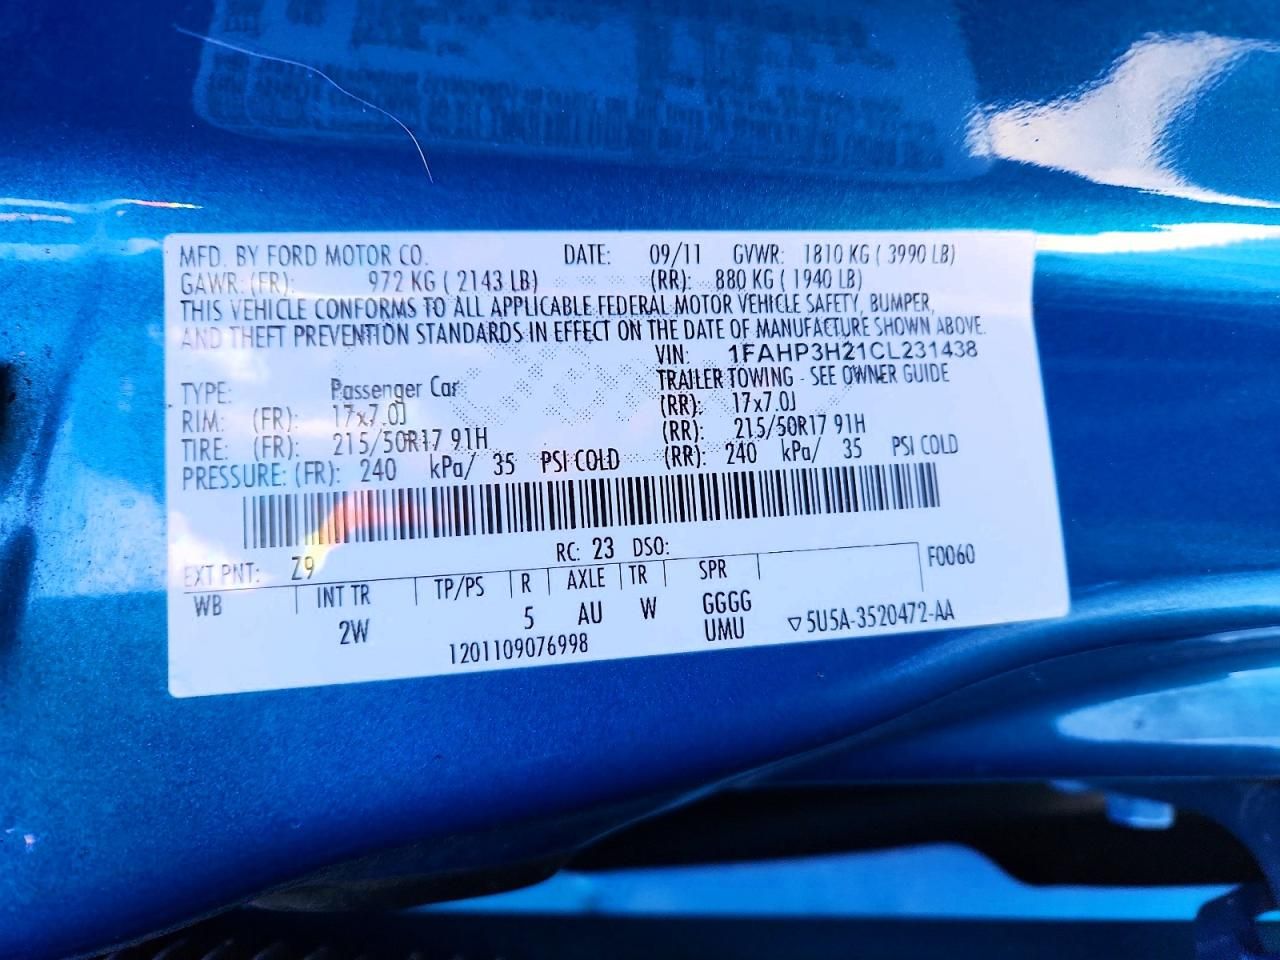 MFD. BY FORD MOTOR CO. DATE: 09/11 GVWR: 1810 KG ( 3990 LB)
GAWR: (FR): 972 KG ( 2143 LB) (RR): 880 KG ( 1940 LB)
THIS VEHICLE CONFORMS TO ALL APPLICABLE FEDERAL MOTOR VEHICLE SAFETY, BUMPER,
AND THEFT PREVENTION STANDARDS IN EFFECT ON THE DATE OF MANUFACTURE SHOWN ABOVE.
VIN: 1FAHP3H21CL231438
TYPE: Passenger Car TRAILER TOWING - SEE OWNER GUIDE
RIM: (FR): 17x7.0J (RR): 17x7.0J
TIRE: (FR): 215/50R17 91H (RR): 215/50R17 91H
PRESSURE: (FR): 240 kPa/ 35 PSI COLD (RR): 240 kPa/ 35 PSI COLD
EXT PNT: Z9 RC: 23 DSO:
WB INT TR TP/PS R AXLE TR SPR F0060
2W 5 AU W GGGG
1201109076998 UMU ▽5U5A-3520472-AA